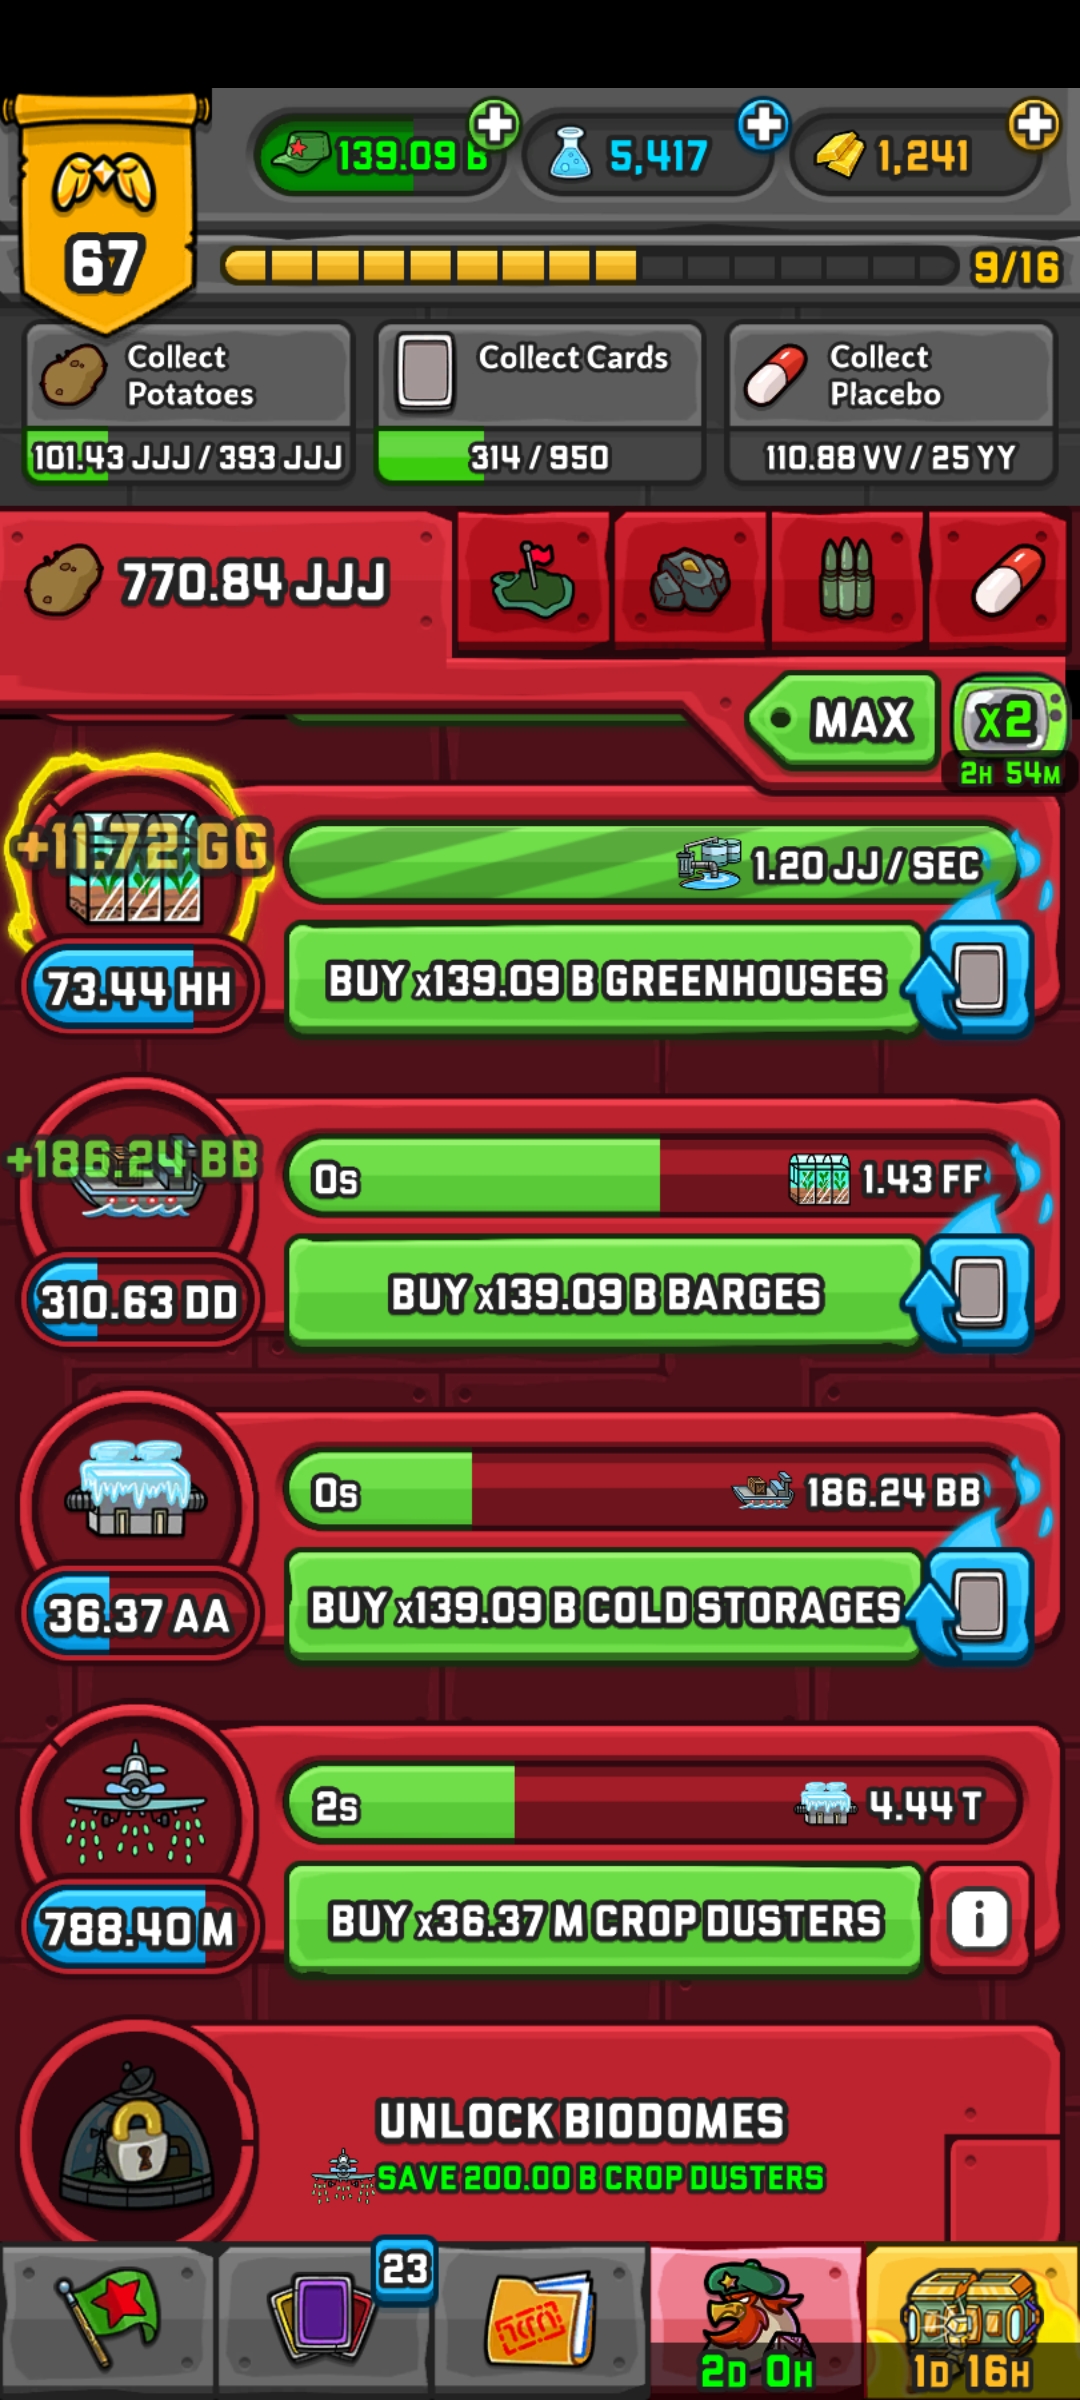 139.09 B
5,417
1,241
67
9/16
Collect Potatoes
101.43 JJJ / 393 JJJ
Collect Cards
314 / 950
Collect Placebo
110.88 VV / 25 YY
770.84 JJJ
MAX
x2
2H 54M
+11.72 GG
1.20 JJ / SEC
73.44 HH
BUY x139.09 B GREENHOUSES
+186.24 BB
0s
1.43 FF
310.63 DD
BUY x139.09 B BARGES
0s
186.24 BB
36.37 AA
BUY x139.09 B COLD STORAGES
2s
4.44 T
788.40 M
BUY x36.37 M CROP DUSTERS
i
UNLOCK BIODOMES
SAVE 200.00 B CROP DUSTERS
23
2D 0H
1D 16H